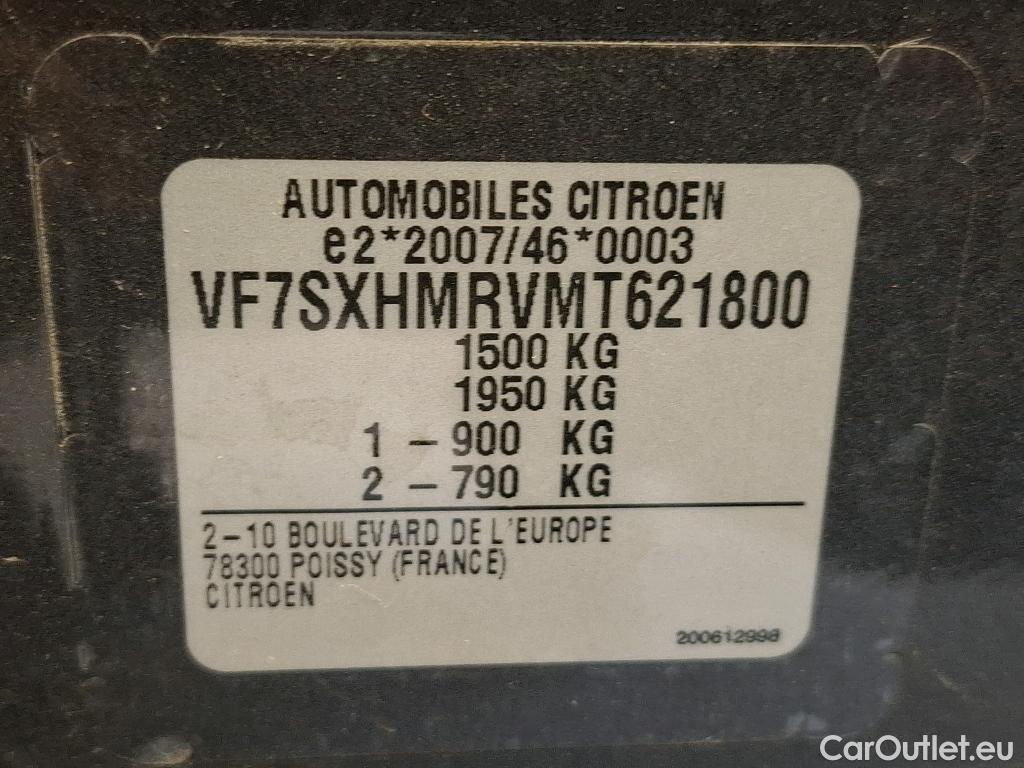 AUTOMOBILES CITROEN
e2*2007/46*0003
VF7SXHMRVMT621800
1500 KG
1950 KG
1 - 900 KG
2 - 790 KG
2-10 BOULEVARD DE L'EUROPE
78300 POISSY (FRANCE)
CITROEN
200612998
CarOutlet.eu